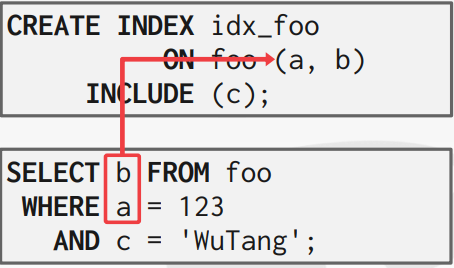 CREATE INDEX idx_foo
ON foo (a, b)
INCLUDE (c);
SELECT b FROM foo
WHERE a = 123
AND c = 'WuTang';